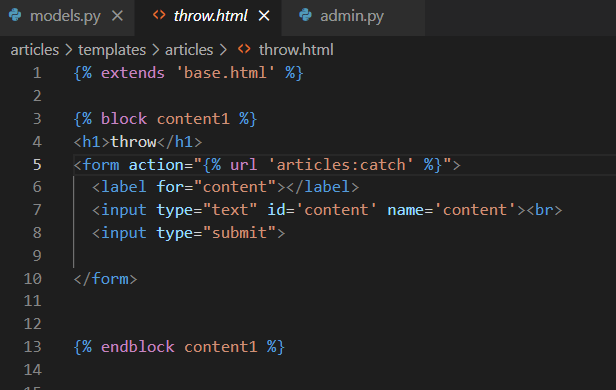 models.py throw.html admin.py
articles > templates > articles > throw.html
1 {% extends 'base.html' %}
2
3 {% block content1 %}
4 <h1>throw</h1>
5 <form action="{% url 'articles:catch' %}">
6   <label for="content"></label>
7   <input type="text" id='content' name='content'><br>
8   <input type="submit">
9
10 </form>
11
12
13 {% endblock content1 %}
14